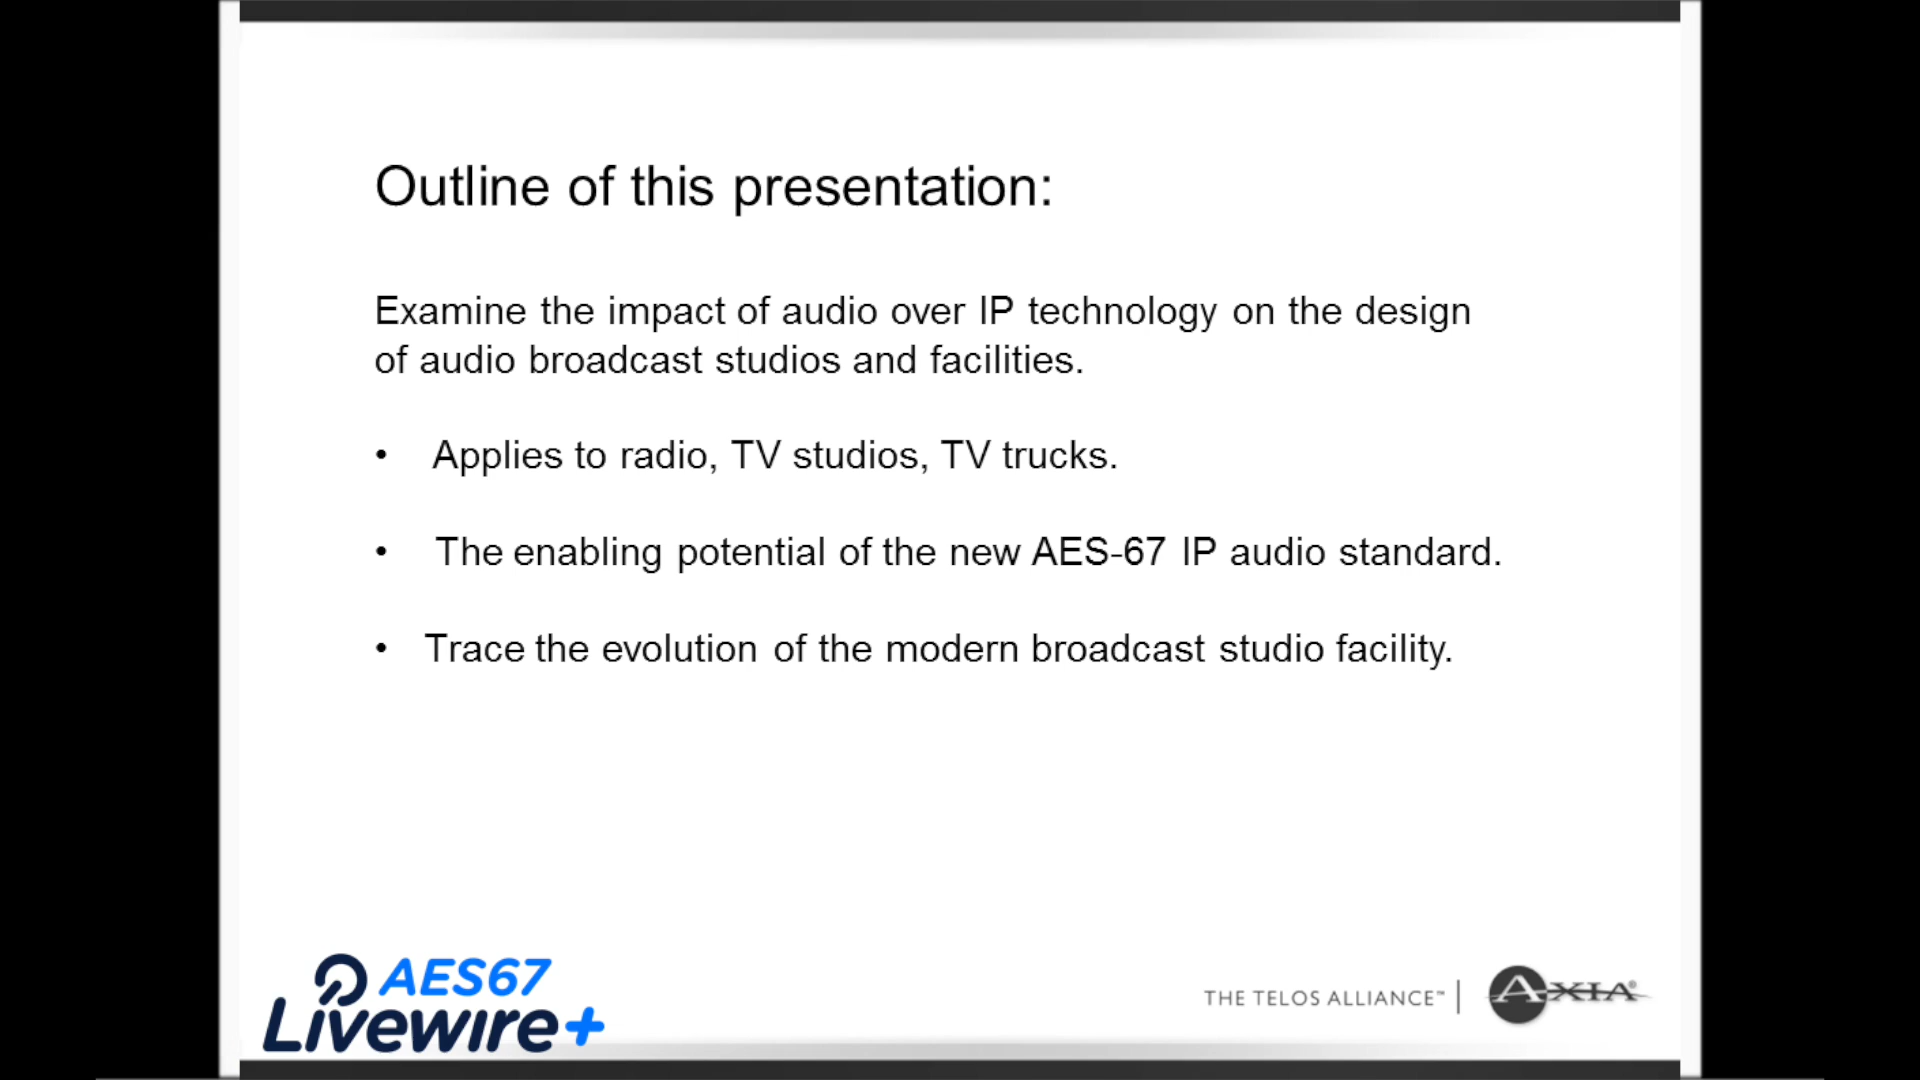 Outline of this presentation:
Examine the impact of audio over IP technology on the design
of audio broadcast studios and facilities.
• Applies to radio, TV studios, TV trucks.
• The enabling potential of the new AES-67 IP audio standard.
• Trace the evolution of the modern broadcast studio facility.
AES67
Livewire+
THE TELOS ALLIANCE™ | AXIA®